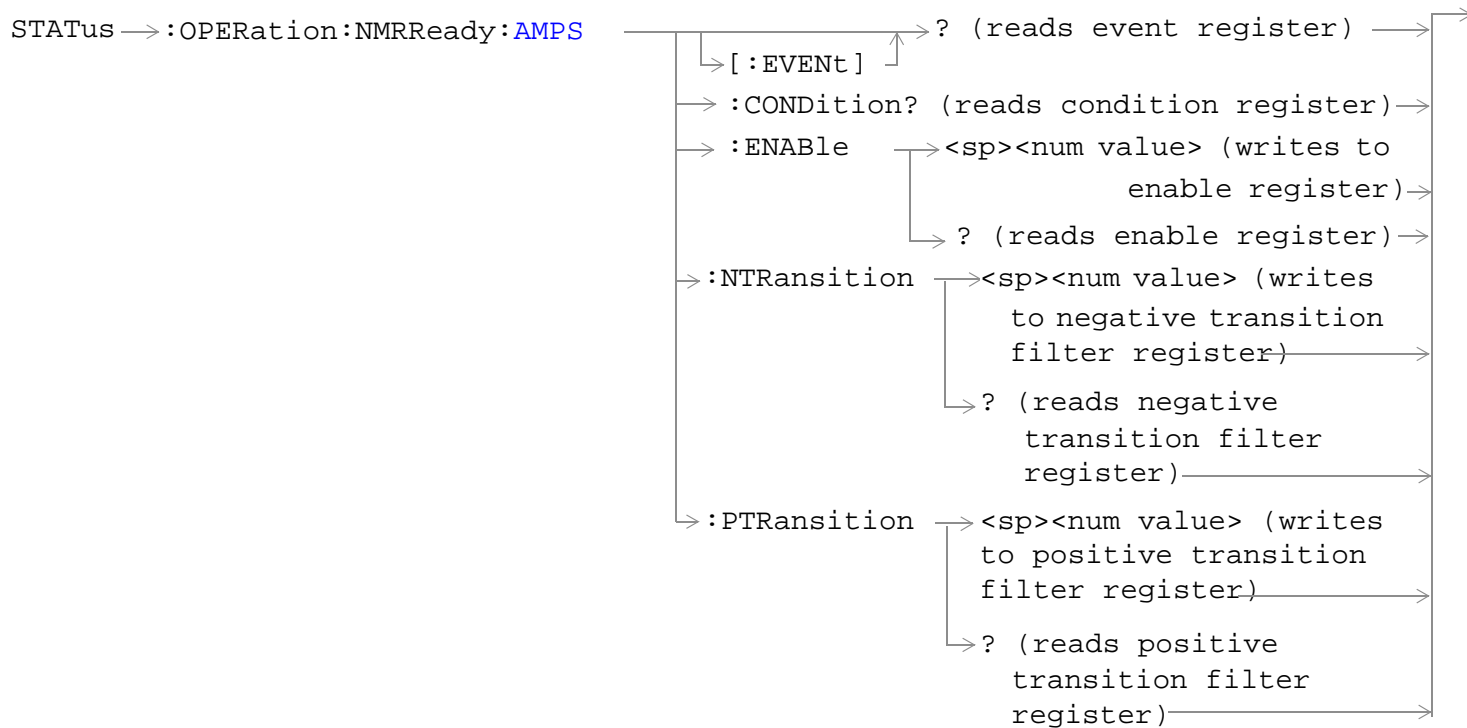 STATus :OPERation:NMRReady:AMPS ? (reads event register)
[:EVENt]
:CONDition? (reads condition register)
:ENABle <sp><num value> (writes to
enable register)
? (reads enable register)
:NTRansition <sp><num value> (writes
to negative transition
filter register)
? (reads negative
transition filter
register)
:PTRansition <sp><num value> (writes
to positive transition
filter register)
? (reads positive
transition filter
register)